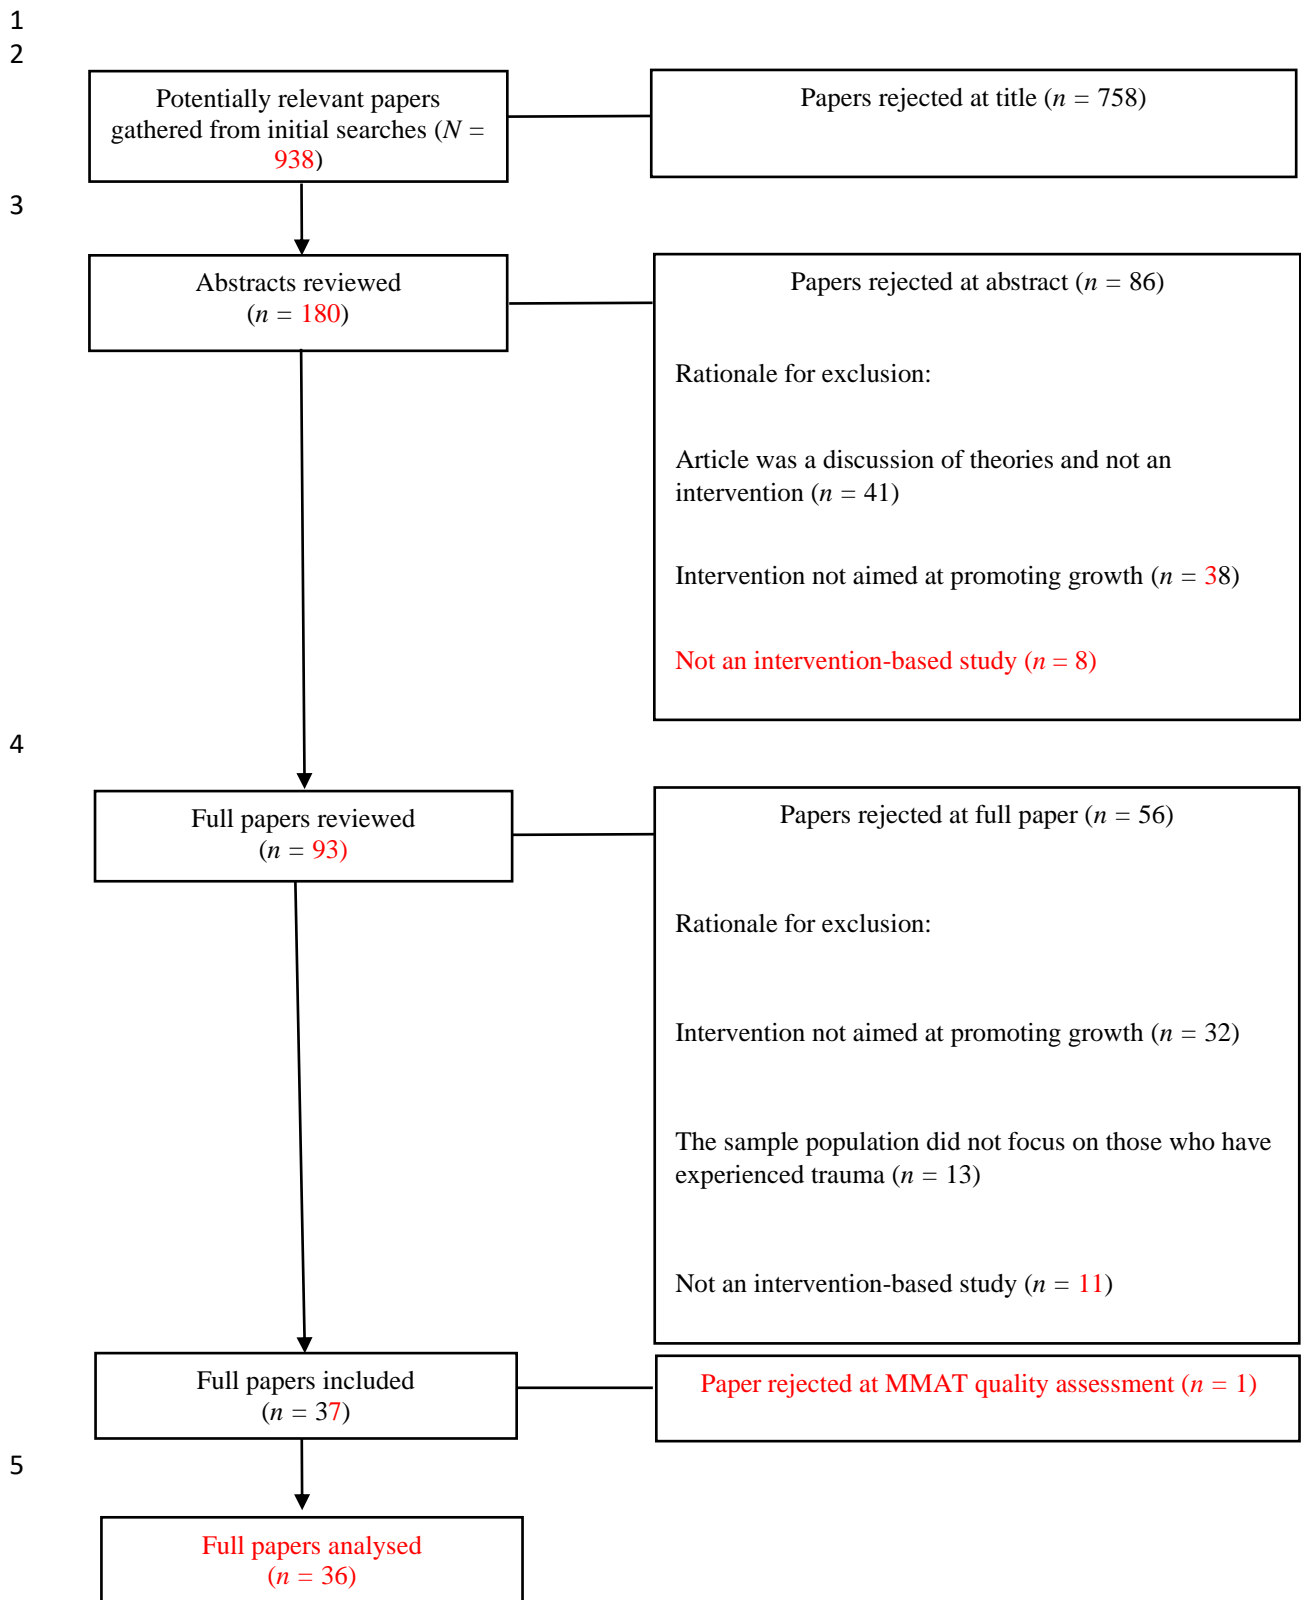 1
2
Potentially relevant papers
gathered from initial searches (N =
938)
Papers rejected at title (n = 758)
3
Abstracts reviewed
(n = 180)
Papers rejected at abstract (n = 86)
Rationale for exclusion:
Article was a discussion of theories and not an
intervention (n = 41)
Intervention not aimed at promoting growth (n = 38)
Not an intervention-based study (n = 8)
4
Full papers reviewed
(n = 93)
Papers rejected at full paper (n = 56)
Rationale for exclusion:
Intervention not aimed at promoting growth (n = 32)
The sample population did not focus on those who have
experienced trauma (n = 13)
Not an intervention-based study (n = 11)
Full papers included
(n = 37)
Paper rejected at MMAT quality assessment (n = 1)
5
Full papers analysed
(n = 36)